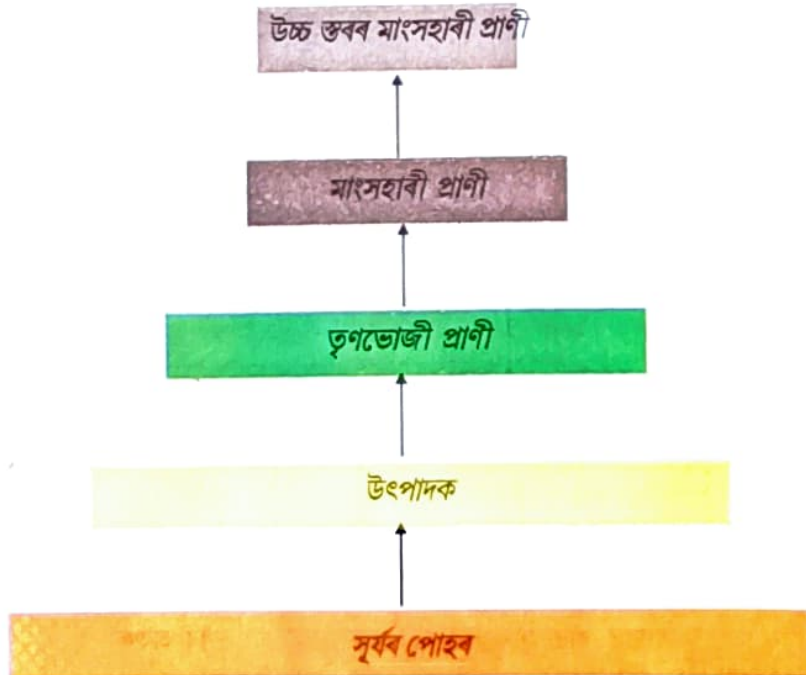 উচ্চ স্তৰৰ মাংসহাৰী প্ৰাণী
মাংসহাৰী প্ৰাণী
তৃণভোজী প্ৰাণী
উৎপাদক
সূৰ্যৰ পোহৰ